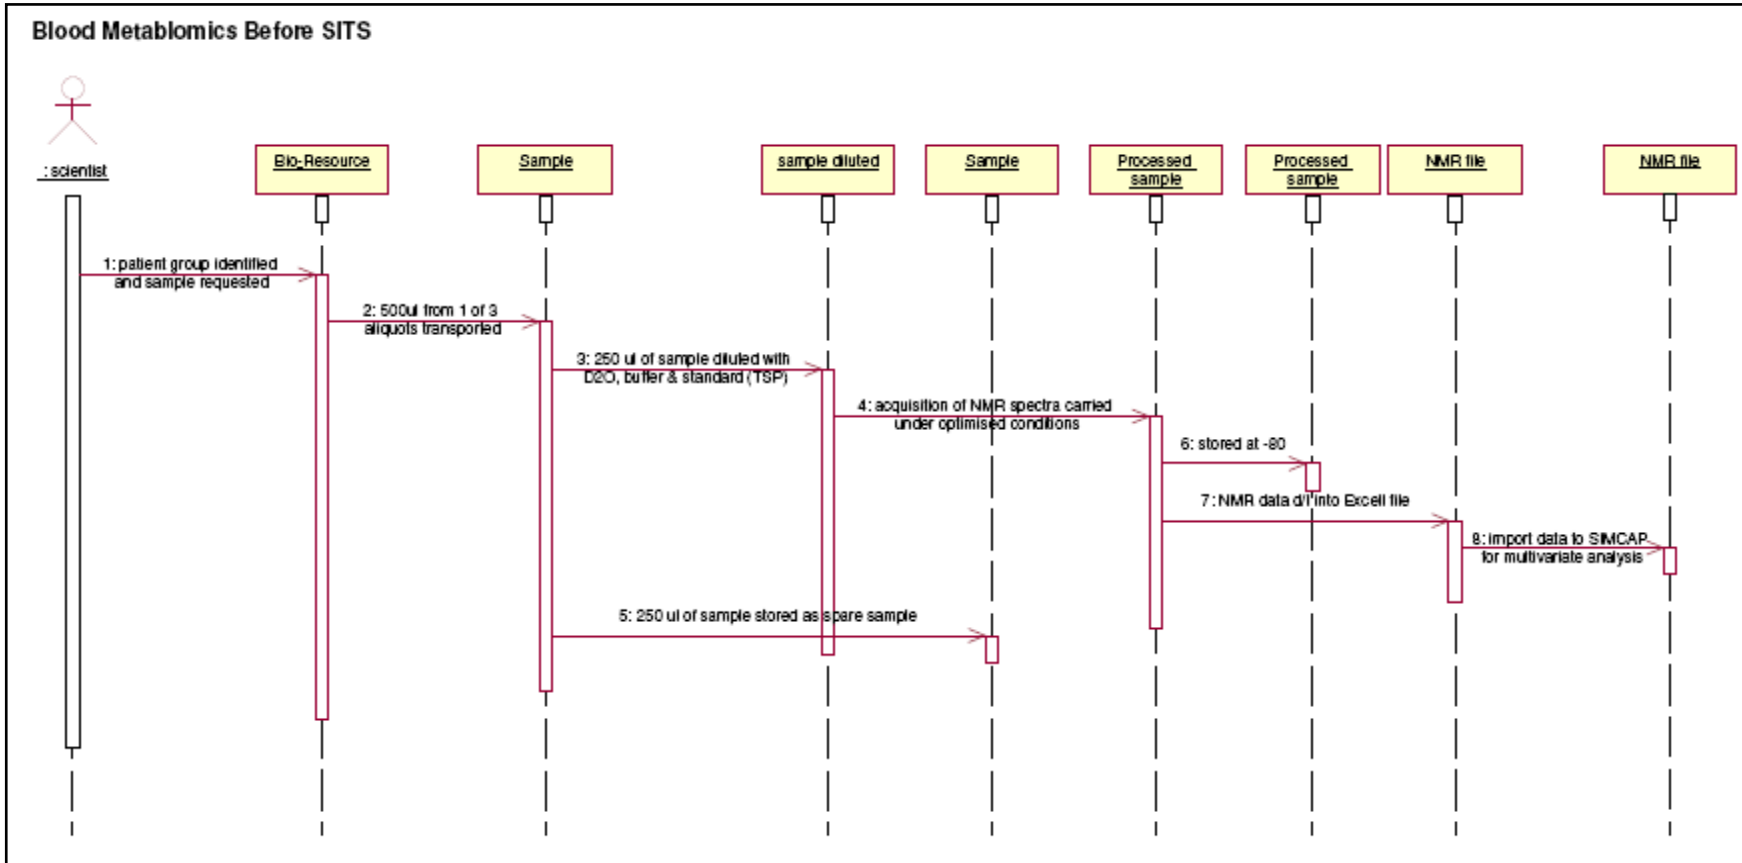 Blood Metablomics Before SITS
: scientist
Bio_Resource
Sample
sample diluted
Sample
Processed
sample
Processed
sample
NMR file
NMR file
1: patient group identified
and sample requested
2: 500ul from 1 of 3
aliquots transported
3: 250 ul of sample diluted with
D2O, buffer & standard (TSP)
4: acquisition of NMR spectra carried
under optimised conditions
6: stored at -80
7: NMR data d/l into Excell file
8: import data to SIMCAP
for multivariate analysis
5: 250 ul of sample stored as spare sample